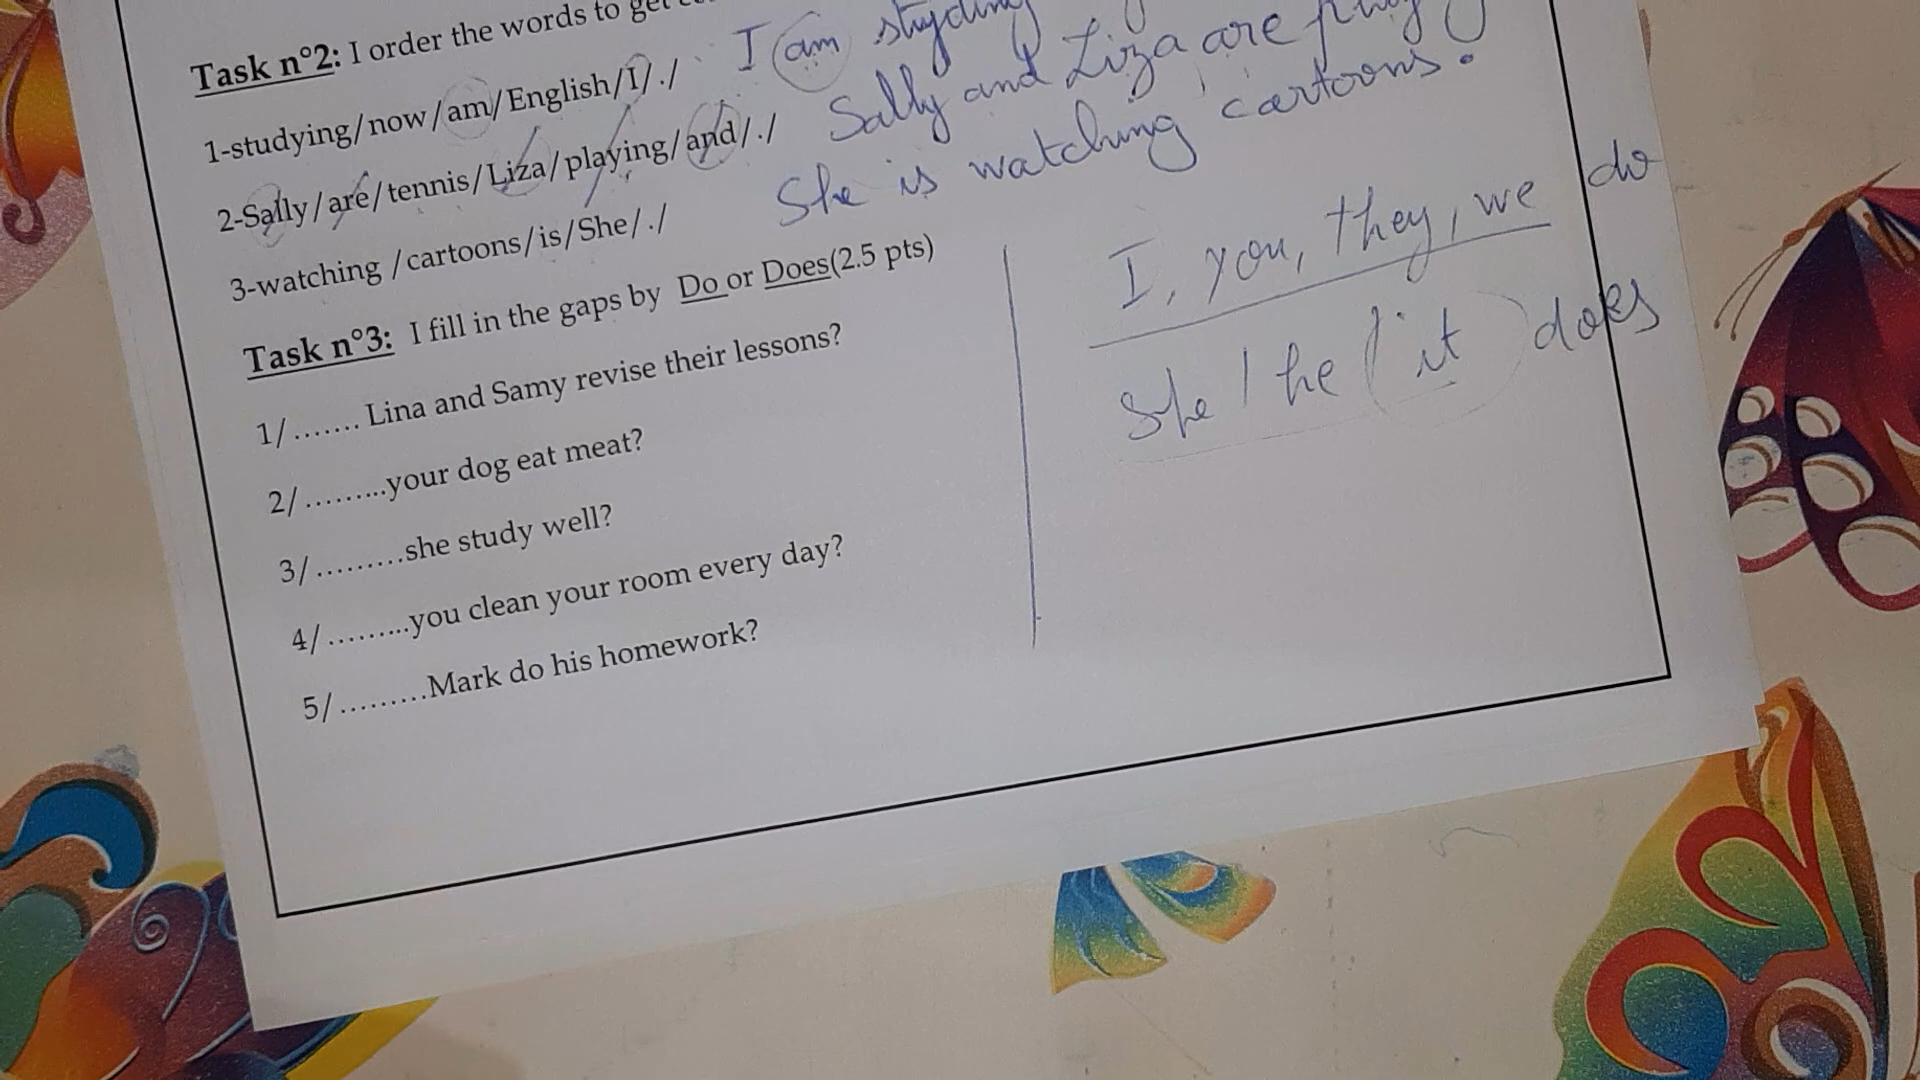 Task n°2: I order the words to get
1-studying/now/am/English/I/./ I am
2-Sally/are/tennis/Liza/playing/and/./ Sally and Liza are
3-watching /cartoons/is/She/./ She is watching cartoons.
Task n°3: I fill in the gaps by Do or Does(2.5 pts)
1/....... Lina and Samy revise their lessons?
2/.........your dog eat meat?
3/.........she study well?
4/.........you clean your room every day?
5/.........Mark do his homework?
I, you, they, we do
She / he / it does